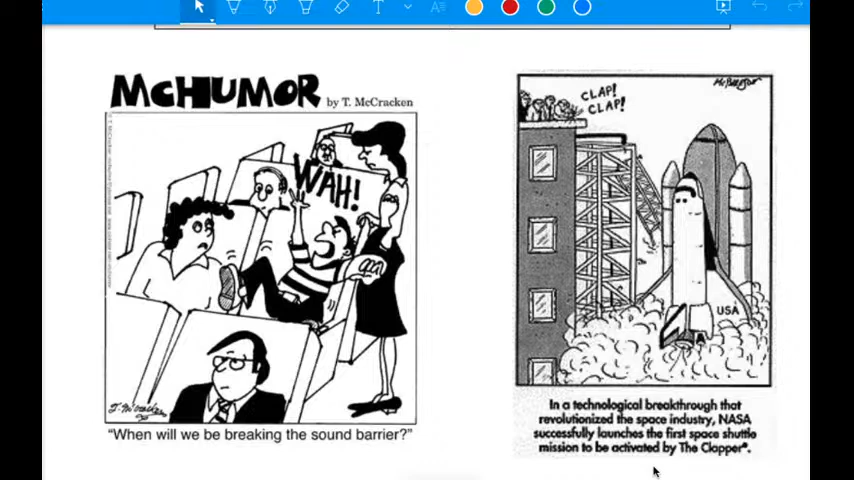 McHUMOR by T. McCracken
WAH!
"When will we be breaking the sound barrier?"
CLAP!
CLAP!
USA
In a technological breakthrough that
revolutionized the space industry, NASA
successfully launches the first space shuttle
mission to be activated by The Clapper®.